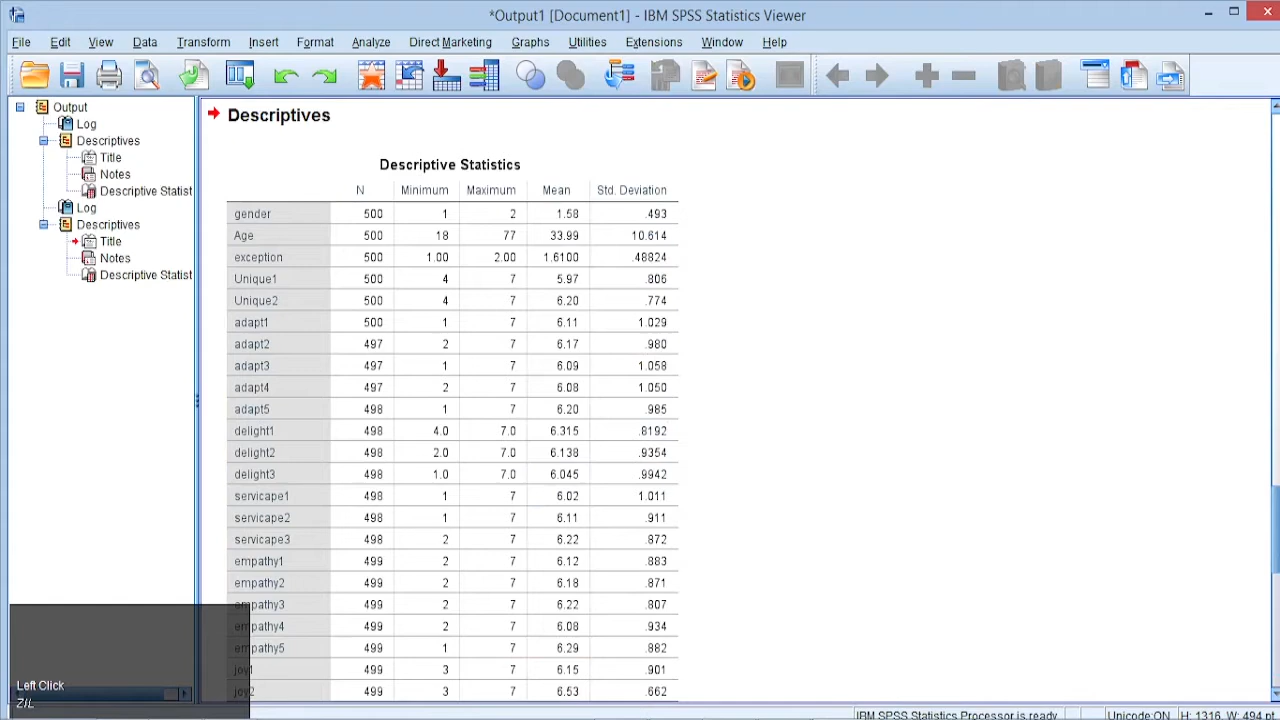 *Output1 [Document1] - IBM SPSS Statistics Viewer
File Edit View Data Transform Insert Format Analyze Direct Marketing Graphs Utilities Extensions Window Help
Output
Log
Descriptives
Title
Notes
Descriptive Statist
Log
Descriptives
Title
Notes
Descriptive Statist
Descriptives
Descriptive Statistics
N Minimum Maximum Mean Std. Deviation
gender 500 1 2 1.58 .493
Age 500 18 77 33.99 10.614
exception 500 1.00 2.00 1.6100 .48824
Unique1 500 4 7 5.97 .806
Unique2 500 4 7 6.20 .774
adapt1 500 1 7 6.11 1.029
adapt2 497 2 7 6.17 .980
adapt3 497 1 7 6.09 1.058
adapt4 497 2 7 6.08 1.050
adapt5 498 1 7 6.20 .985
delight1 498 4.0 7.0 6.315 .8192
delight2 498 2.0 7.0 6.138 .9354
delight3 498 1.0 7.0 6.045 .9942
servicape1 498 1 7 6.02 1.011
servicape2 498 1 7 6.11 .911
servicape3 498 2 7 6.22 .872
empathy1 499 2 7 6.12 .883
empathy2 499 2 7 6.18 .871
empathy3 499 2 7 6.22 .807
empathy4 499 2 7 6.08 .934
empathy5 499 1 7 6.29 .882
joy1 499 3 7 6.15 .901
joy2 499 3 7 6.53 .662
Left Click
IBM SPSS Statistics Processor is ready
Unicode:ON
H: 1316, W: 494 pt.